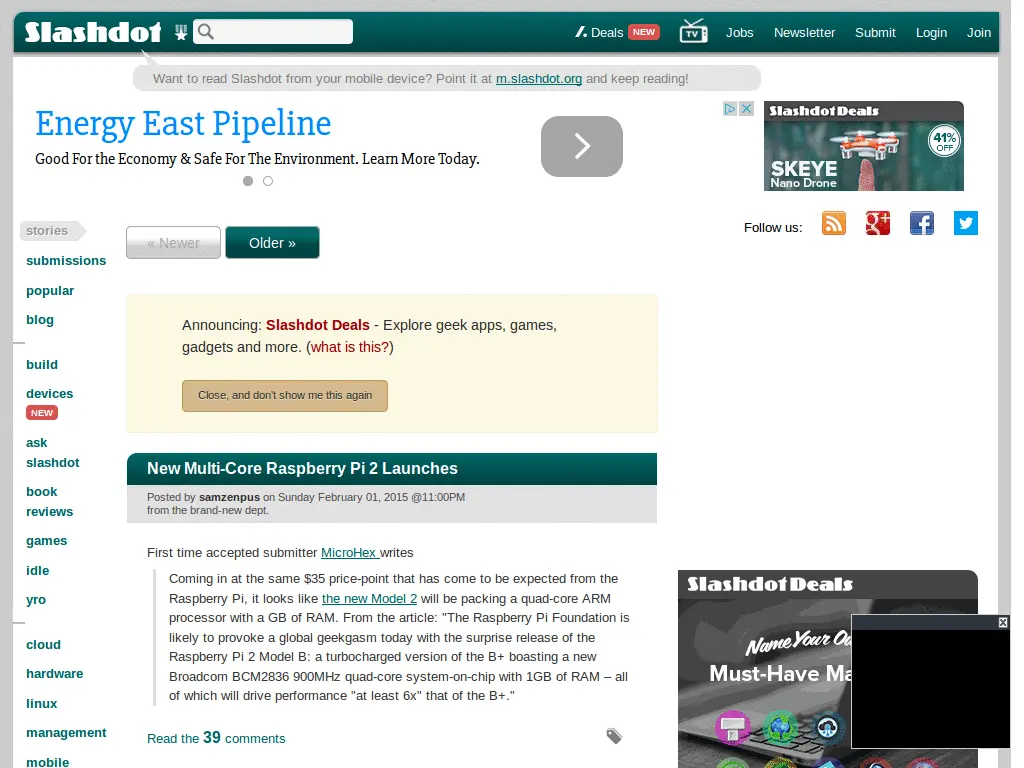 Slashdot
Deals NEW
TV
Jobs
Newsletter
Submit
Login
Join
Want to read Slashdot from your mobile device? Point it at m.slashdot.org and keep reading!
Energy East Pipeline
Good For the Economy & Safe For The Environment. Learn More Today.
Slashdot Deals
41%
OFF
SKEYE
Nano Drone
Follow us:
stories
submissions
popular
blog
build
devices
NEW
ask
slashdot
book
reviews
games
idle
yro
cloud
hardware
linux
management
mobile
« Newer
Older »
Announcing: Slashdot Deals - Explore geek apps, games,
gadgets and more. (what is this?)
Close, and don't show me this again
New Multi-Core Raspberry Pi 2 Launches
Posted by samzenpus on Sunday February 01, 2015 @11:00PM
from the brand-new dept.
First time accepted submitter MicroHex writes
Coming in at the same $35 price-point that has come to be expected from the
Raspberry Pi, it looks like the new Model 2 will be packing a quad-core ARM
processor with a GB of RAM. From the article: "The Raspberry Pi Foundation is
likely to provoke a global geekgasm today with the surprise release of the
Raspberry Pi 2 Model B: a turbocharged version of the B+ boasting a new
Broadcom BCM2836 900MHz quad-core system-on-chip with 1GB of RAM – all
of which will drive performance "at least 6x" that of the B+."
Read the 39 comments
Slashdot Deals
Name Your Ow
Must-Have Ma